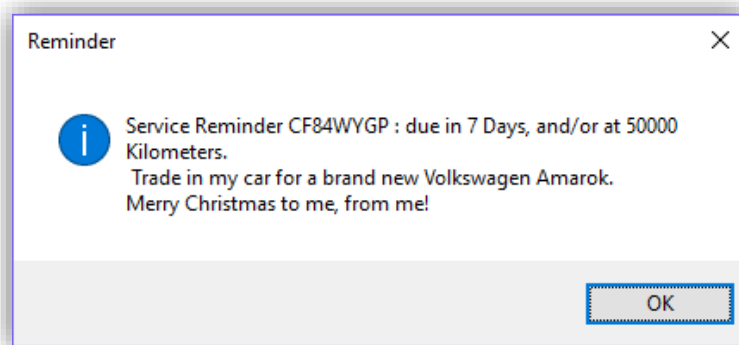 Reminder
Service Reminder CF84WYGP : due in 7 Days, and/or at 50000
Kilometers.
Trade in my car for a brand new Volkswagen Amarok.
Merry Christmas to me, from me!
OK